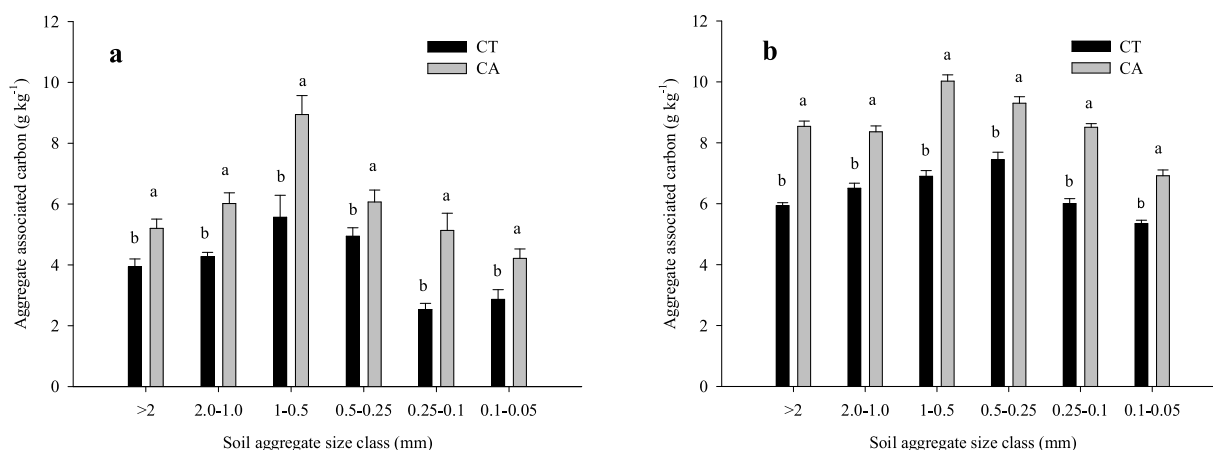 a
CT
CA
Aggregate associated carbon (g kg-1)
12
10
8
6
4
2
0
b a
b a
b a
b a
b a
b a
>2 2.0-1.0 1-0.5 0.5-0.25 0.25-0.1 0.1-0.05
Soil aggregate size class (mm)
b
CT
CA
Aggregate associated carbon (g kg-1)
12
10
8
6
4
2
0
b a
b a
b a
b a
b a
b a
>2 2.0-1.0 1-0.5 0.5-0.25 0.25-0.1 0.1-0.05
Soil aggregate size class (mm)